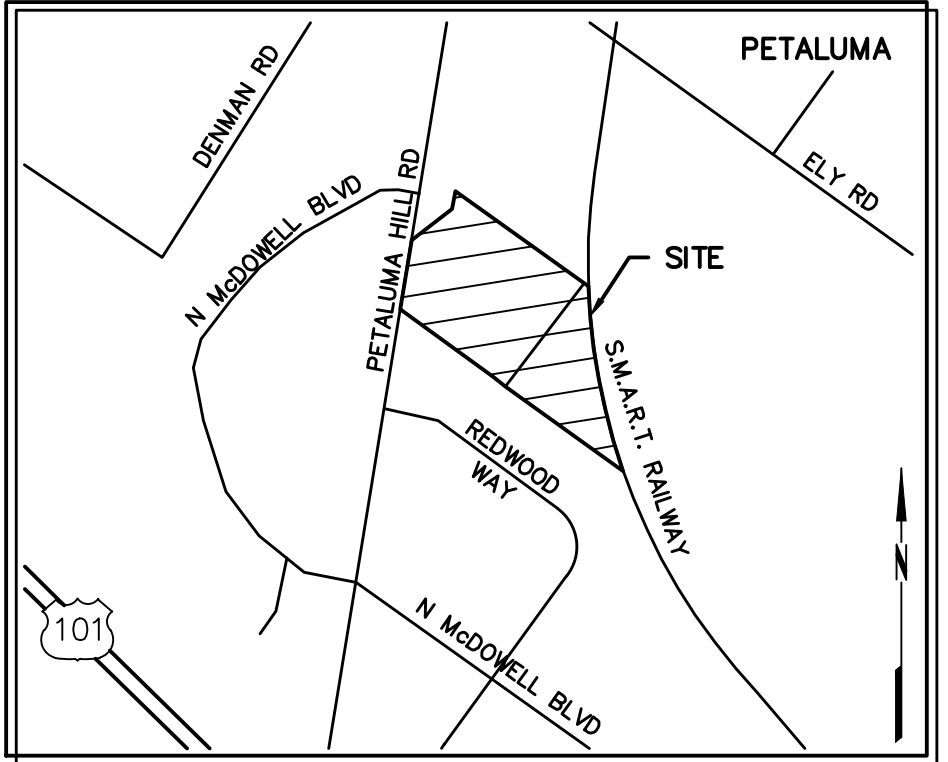 PETALUMA
DENMAN RD
ELY RD
N McDOWELL BLVD
PETALUMA HILL RD
SITE
S.M.A.R.T. RAILWAY
REDWOOD
WAY
N
101
N McDOWELL BLVD